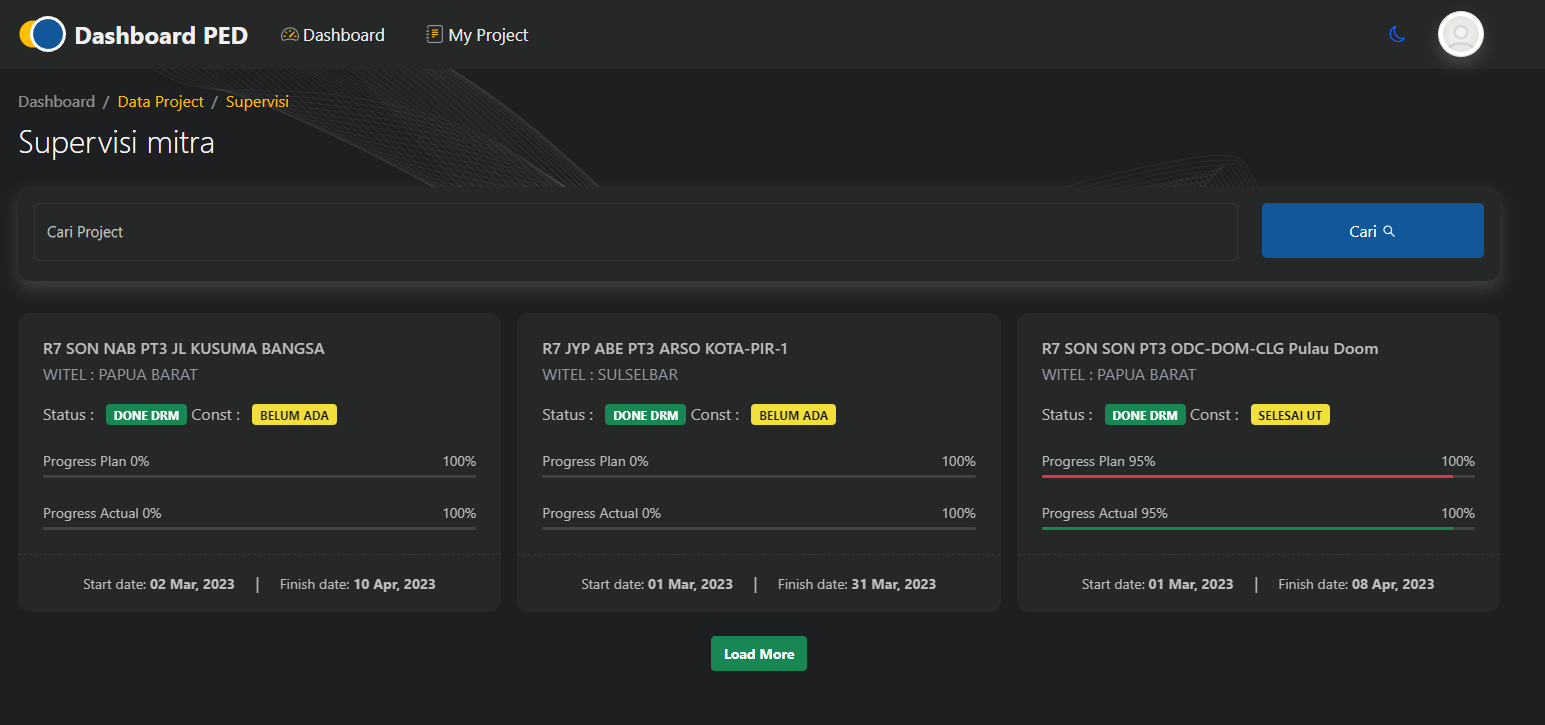 Dashboard PED Dashboard My Project
Dashboard / Data Project / Supervisi
Supervisi mitra
Cari Project Cari
R7 SON NAB PT3 JL KUSUMA BANGSA
WITEL : PAPUA BARAT
Status : DONE DRM Const : BELUM ADA
Progress Plan 0% 100%
Progress Actual 0% 100%
Start date: 02 Mar, 2023 | Finish date: 10 Apr, 2023
R7 JYP ABE PT3 ARSO KOTA-PIR-1
WITEL : SULSELBAR
Status : DONE DRM Const : BELUM ADA
Progress Plan 0% 100%
Progress Actual 0% 100%
Start date: 01 Mar, 2023 | Finish date: 31 Mar, 2023
R7 SON SON PT3 ODC-DOM-CLG Pulau Doom
WITEL : PAPUA BARAT
Status : DONE DRM Const : SELESAI UT
Progress Plan 95% 100%
Progress Actual 95% 100%
Start date: 01 Mar, 2023 | Finish date: 08 Apr, 2023
Load More